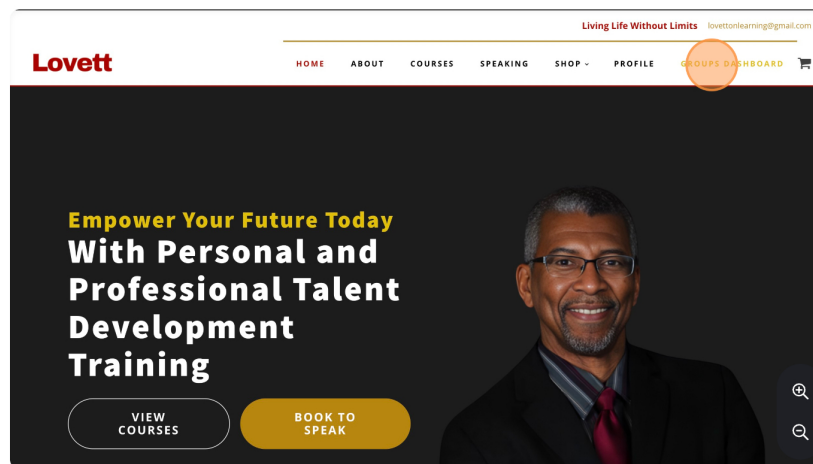 Living Life Without Limits lovettonlearning@gmail.com
Lovett
HOME ABOUT COURSES SPEAKING SHOP PROFILE GROUPS DASHBOARD
Empower Your Future Today
With Personal and
Professional Talent
Development
Training
VIEW
COURSES
BOOK TO
SPEAK